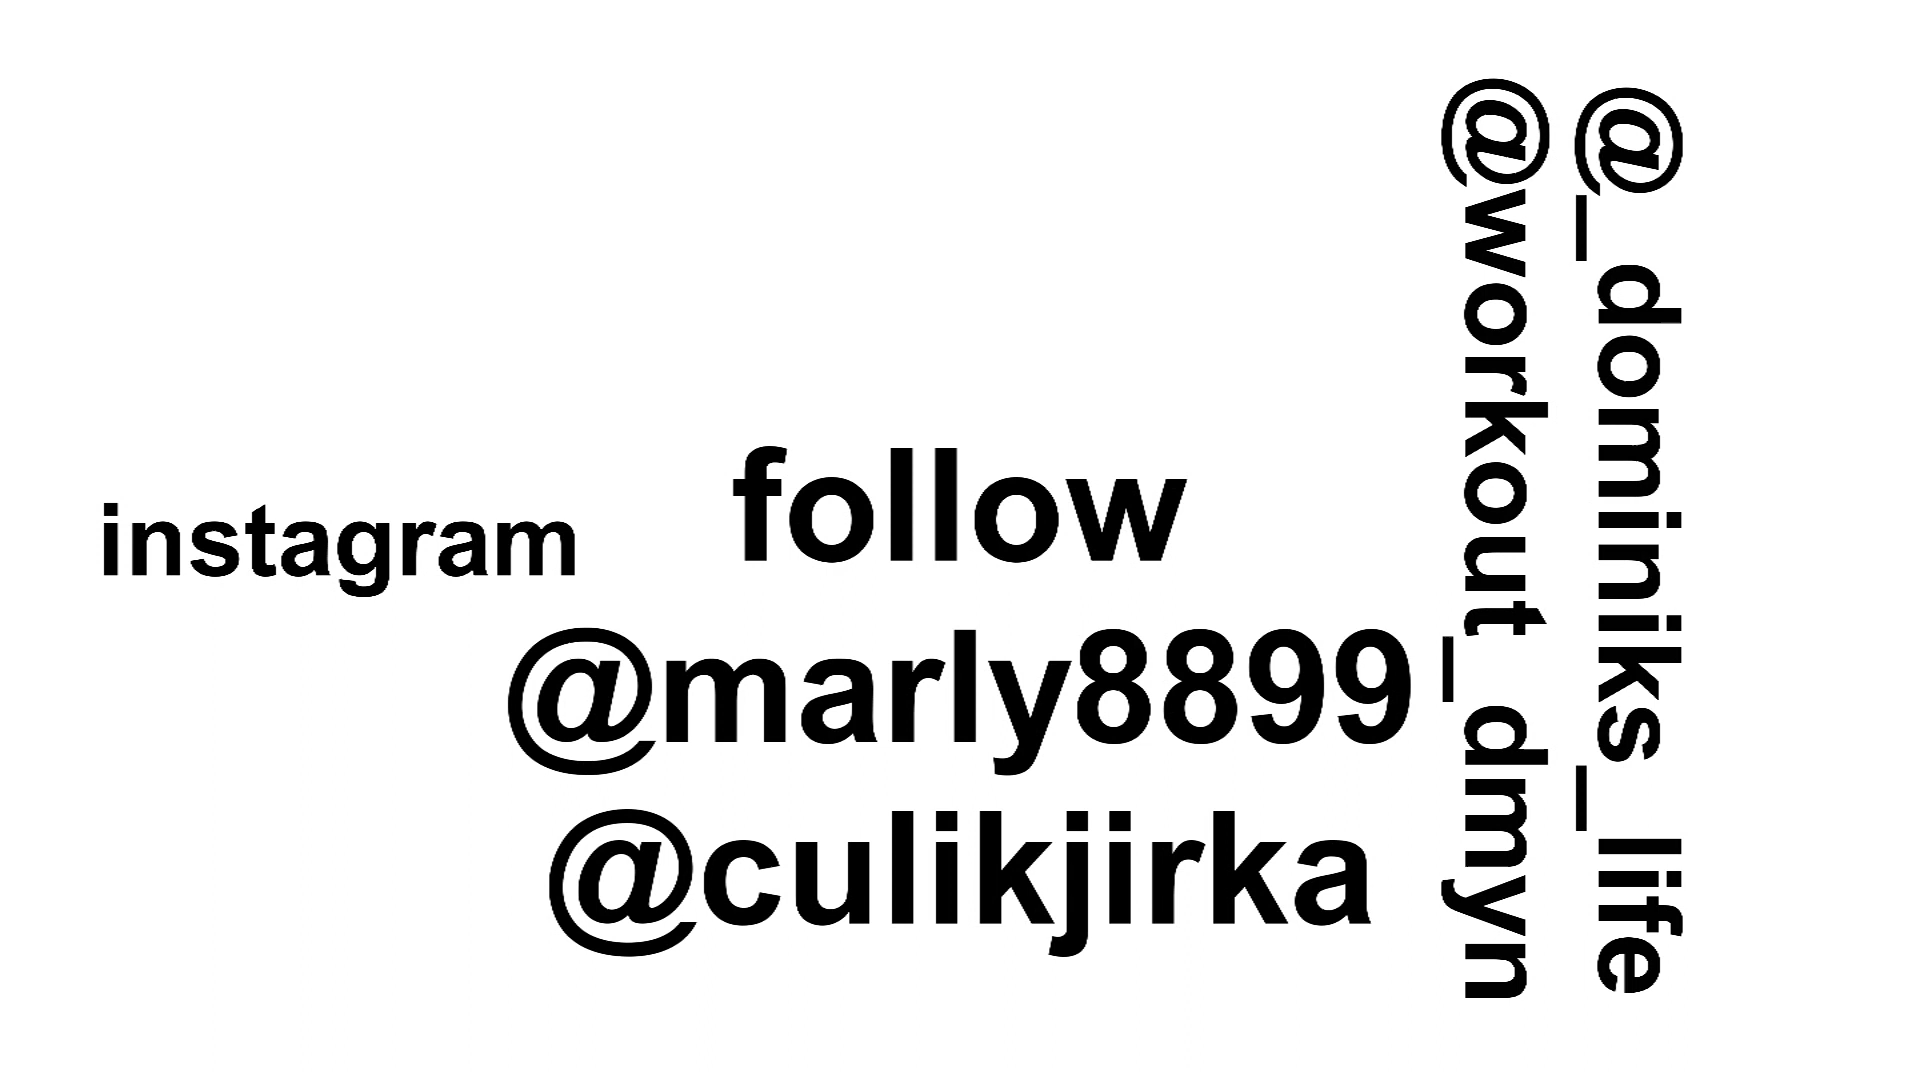 instagram
follow
@marly8899
@culikjirka
@_dominiks_life
@workout_dmyn